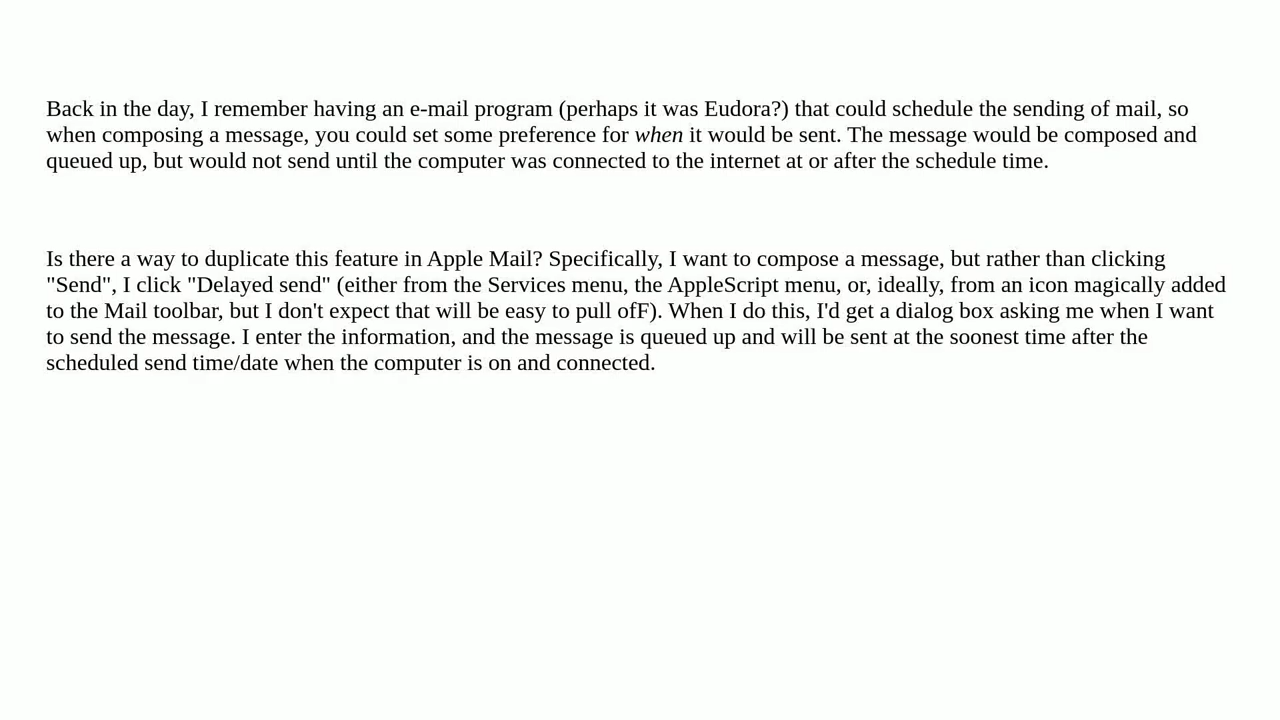 Back in the day, I remember having an e-mail program (perhaps it was Eudora?) that could schedule the sending of mail, so
when composing a message, you could set some preference for when it would be sent. The message would be composed and
queued up, but would not send until the computer was connected to the internet at or after the schedule time.
Is there a way to duplicate this feature in Apple Mail? Specifically, I want to compose a message, but rather than clicking
"Send", I click "Delayed send" (either from the Services menu, the AppleScript menu, or, ideally, from an icon magically added
to the Mail toolbar, but I don't expect that will be easy to pull ofF). When I do this, I'd get a dialog box asking me when I want
to send the message. I enter the information, and the message is queued up and will be sent at the soonest time after the
scheduled send time/date when the computer is on and connected.